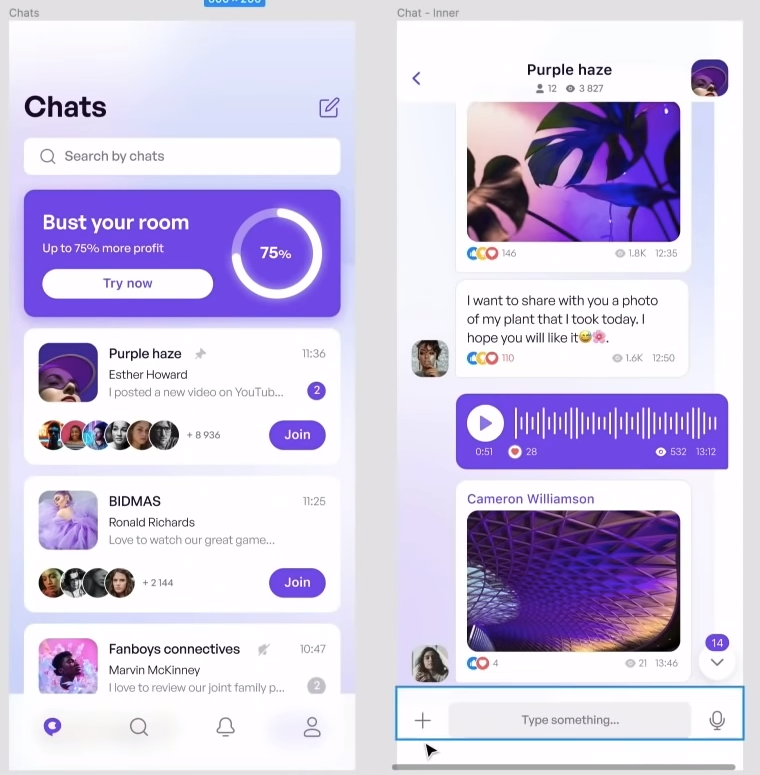 Chats
Chats
Search by chats
Bust your room
Up to 75% more profit
75%
Try now
Purple haze
11:36
Esther Howard
I posted a new video on YouTub...
2
+ 8 936
Join
BIDMAS
11:25
Ronald Richards
Love to watch our great game...
+ 2 144
Join
Fanboys connectives
10:47
Marvin McKinney
I love to review our joint family p...
2
Chat - Inner
Purple haze
12
3 827
146
1.8K
12:35
I want to share with you a photo
of my plant that I took today. I
hope you will like it😅🌸.
110
1.6K
12:50
0:51
28
532
13:12
Cameron Williamson
4
21
13:46
14
Type something...